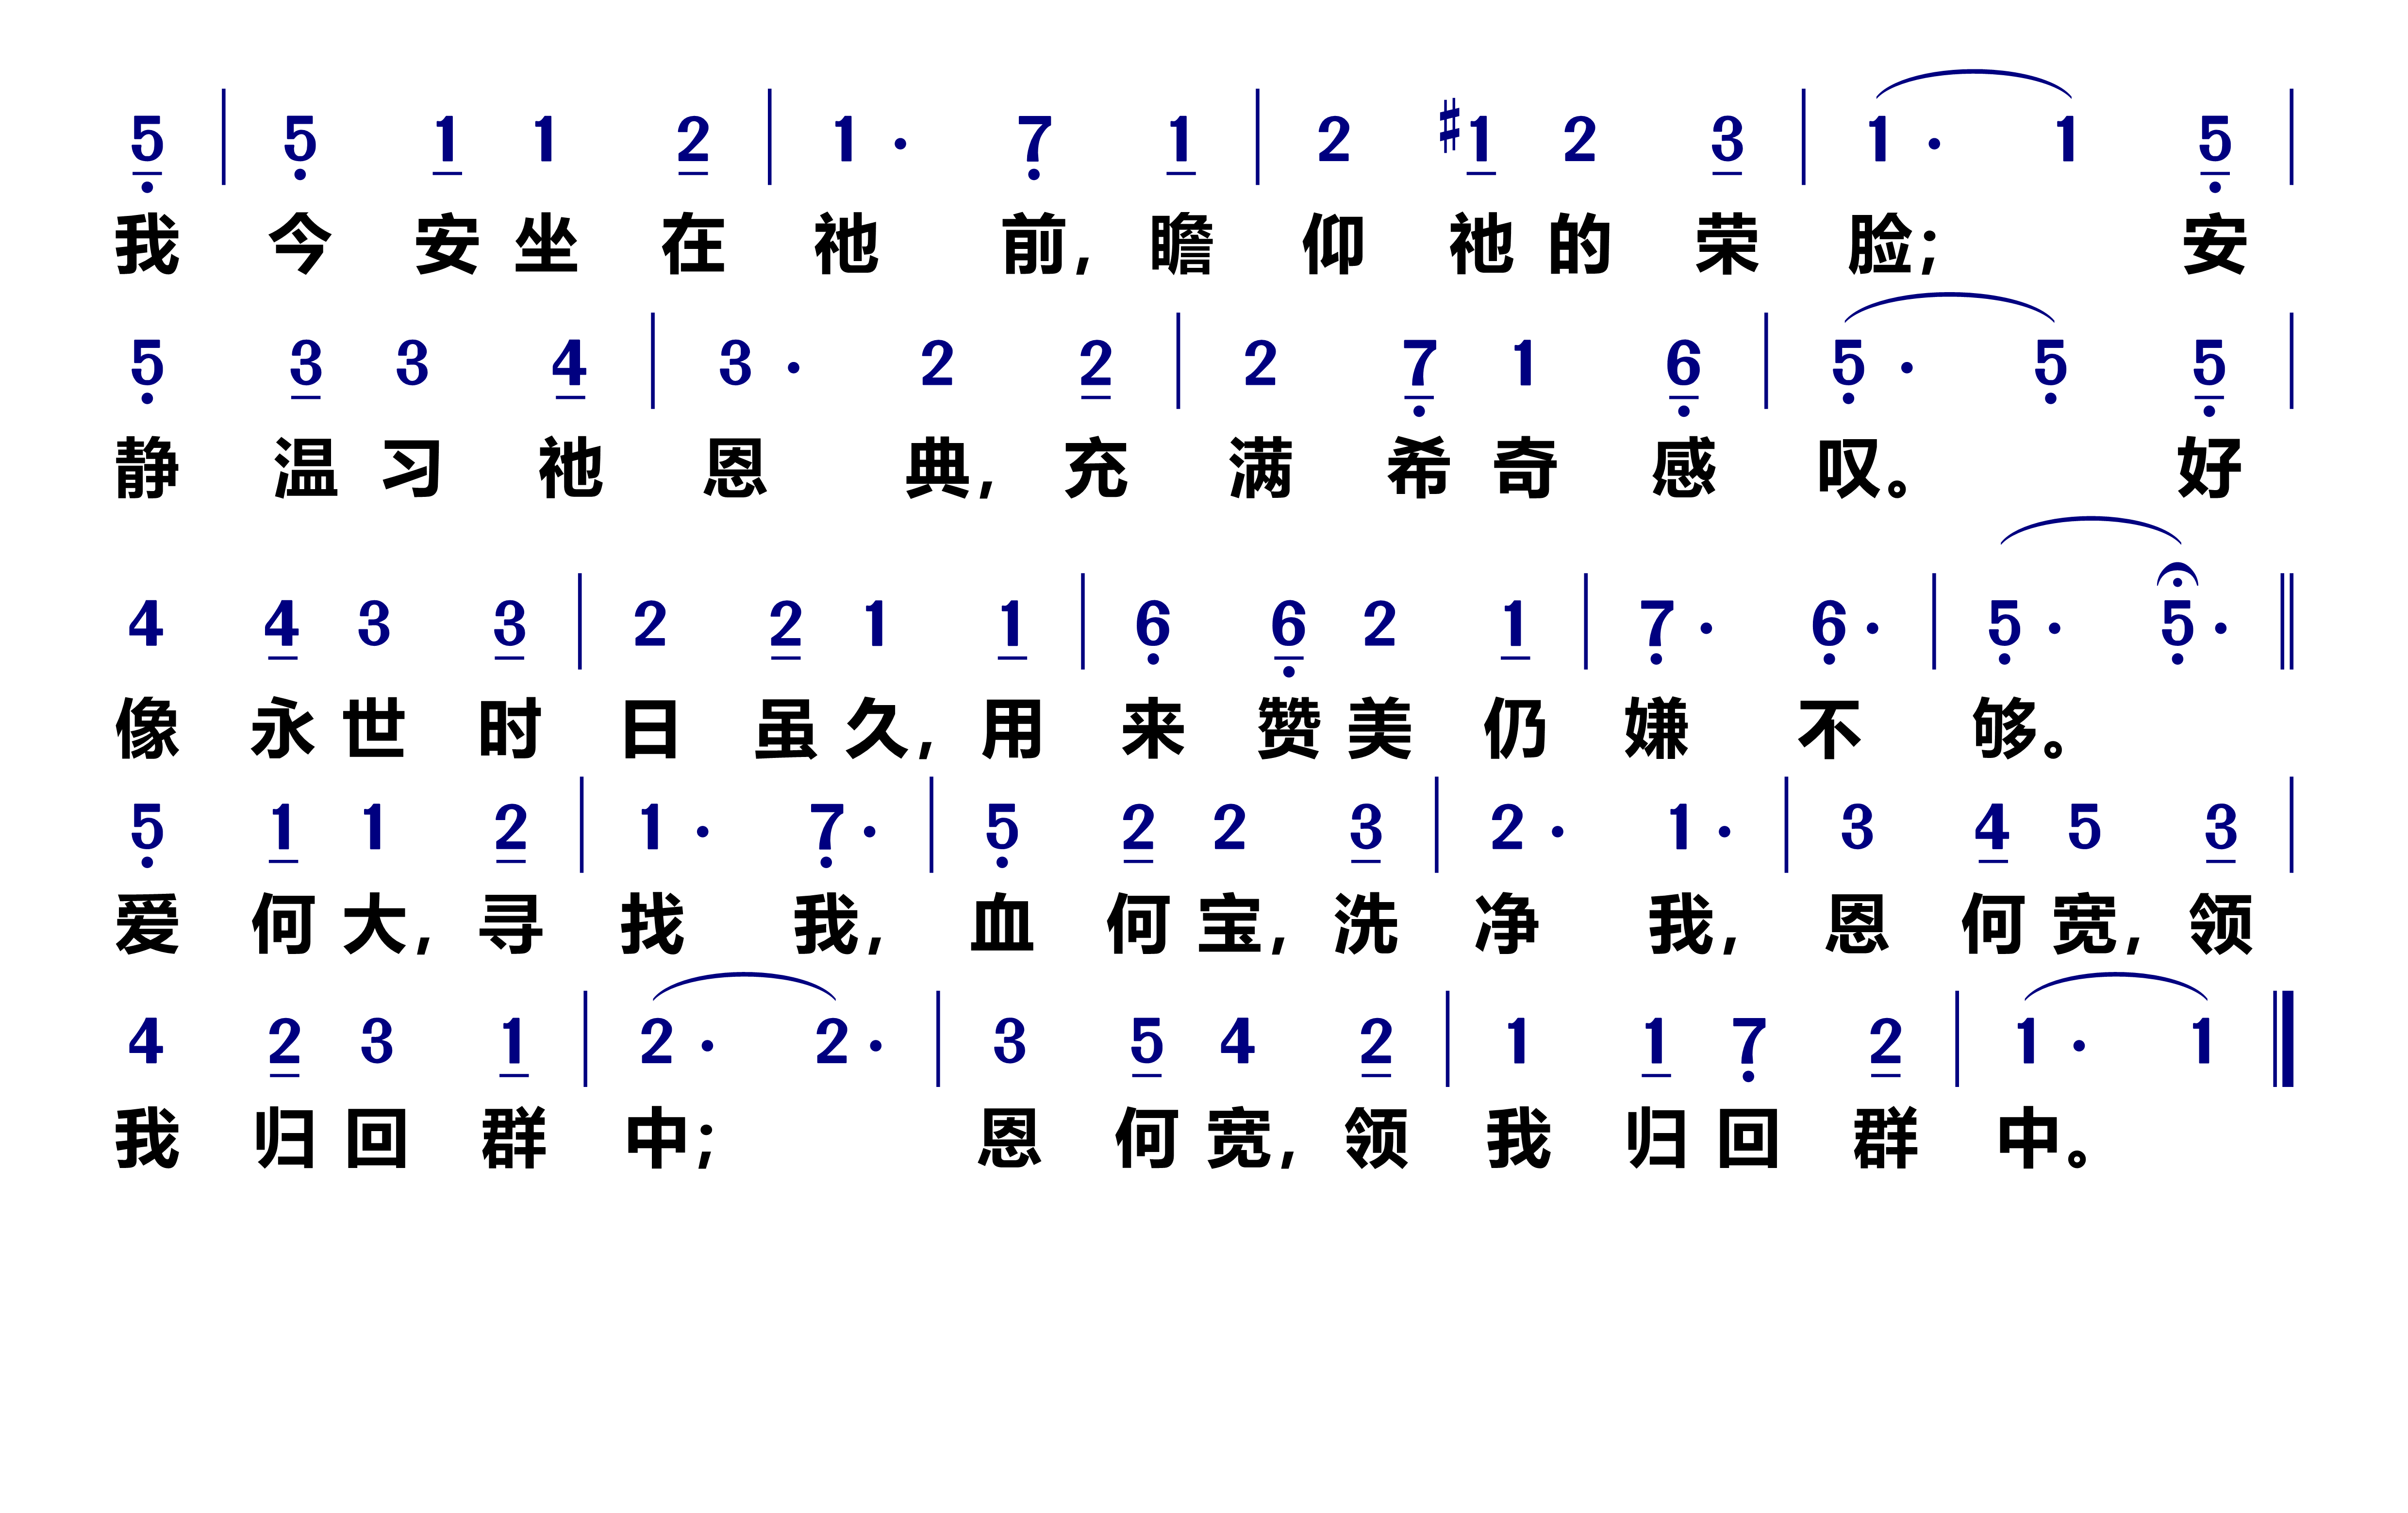 5 | 5 1 1 2 | 1 · 7 1 | 2 #1 2 3 | 1 · 1 5 |
我今安坐在祂前，瞻仰祂的荣脸；安
5 3 3 4 | 3 · 2 2 | 2 7 1 6 | 5 · 5 5 |
静温习祂恩典，充满希奇感叹。好
4 4 3 3 | 2 2 1 1 | 6 6 2 1 | 7 · 6 · | 5 · 5 · ||
像永世时日虽久，用来赞美仍嫌不够。
5 1 1 2 | 1 · 7 · | 5 2 2 3 | 2 · 1 · | 3 4 5 3 |
爱何大，寻找我，血何宝，洗净我，恩何宽，领
4 2 3 1 | 2 · 2 · | 3 5 4 2 | 1 1 7 2 | 1 · 1 ||
我归回群中；恩何宽，领我归回群中。